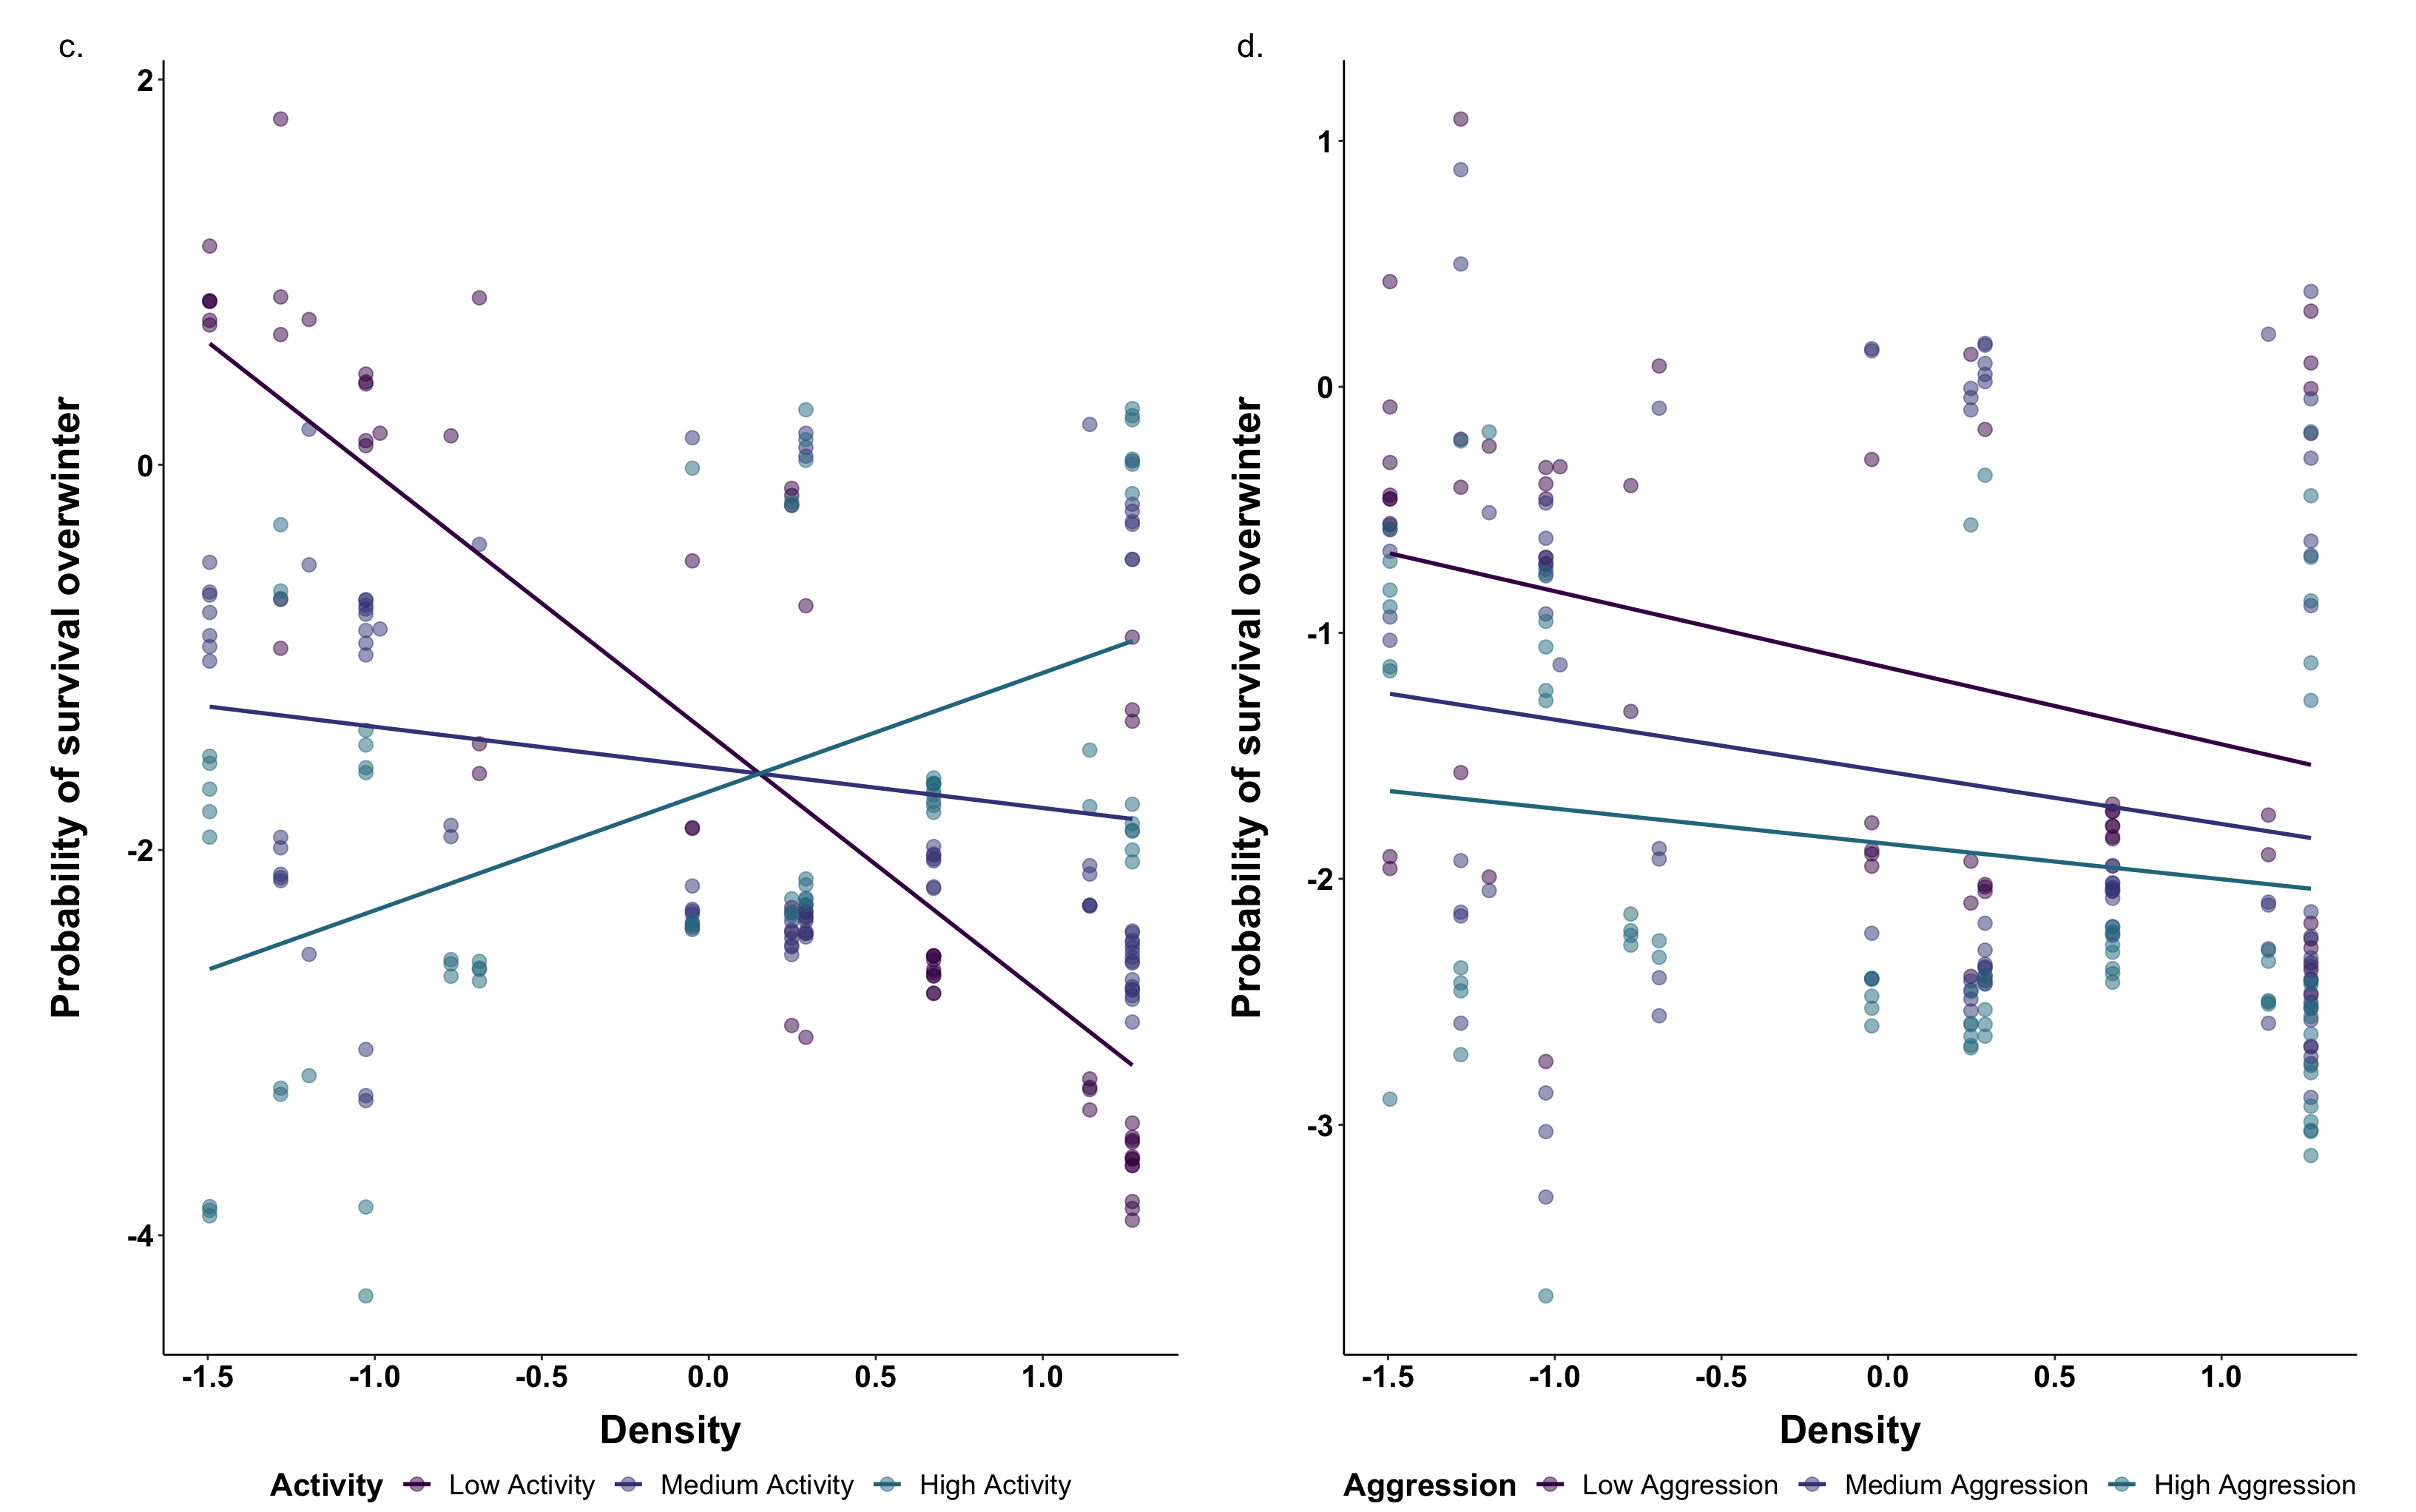 c.
2
0
-2
-4
Probability of survival overwinter
-1.5 -1.0 -0.5 0.0 0.5 1.0
Density
Activity Low Activity Medium Activity High Activity
d.
1
0
-1
-2
-3
Probability of survival overwinter
-1.5 -1.0 -0.5 0.0 0.5 1.0
Density
Aggression Low Aggression Medium Aggression High Aggression